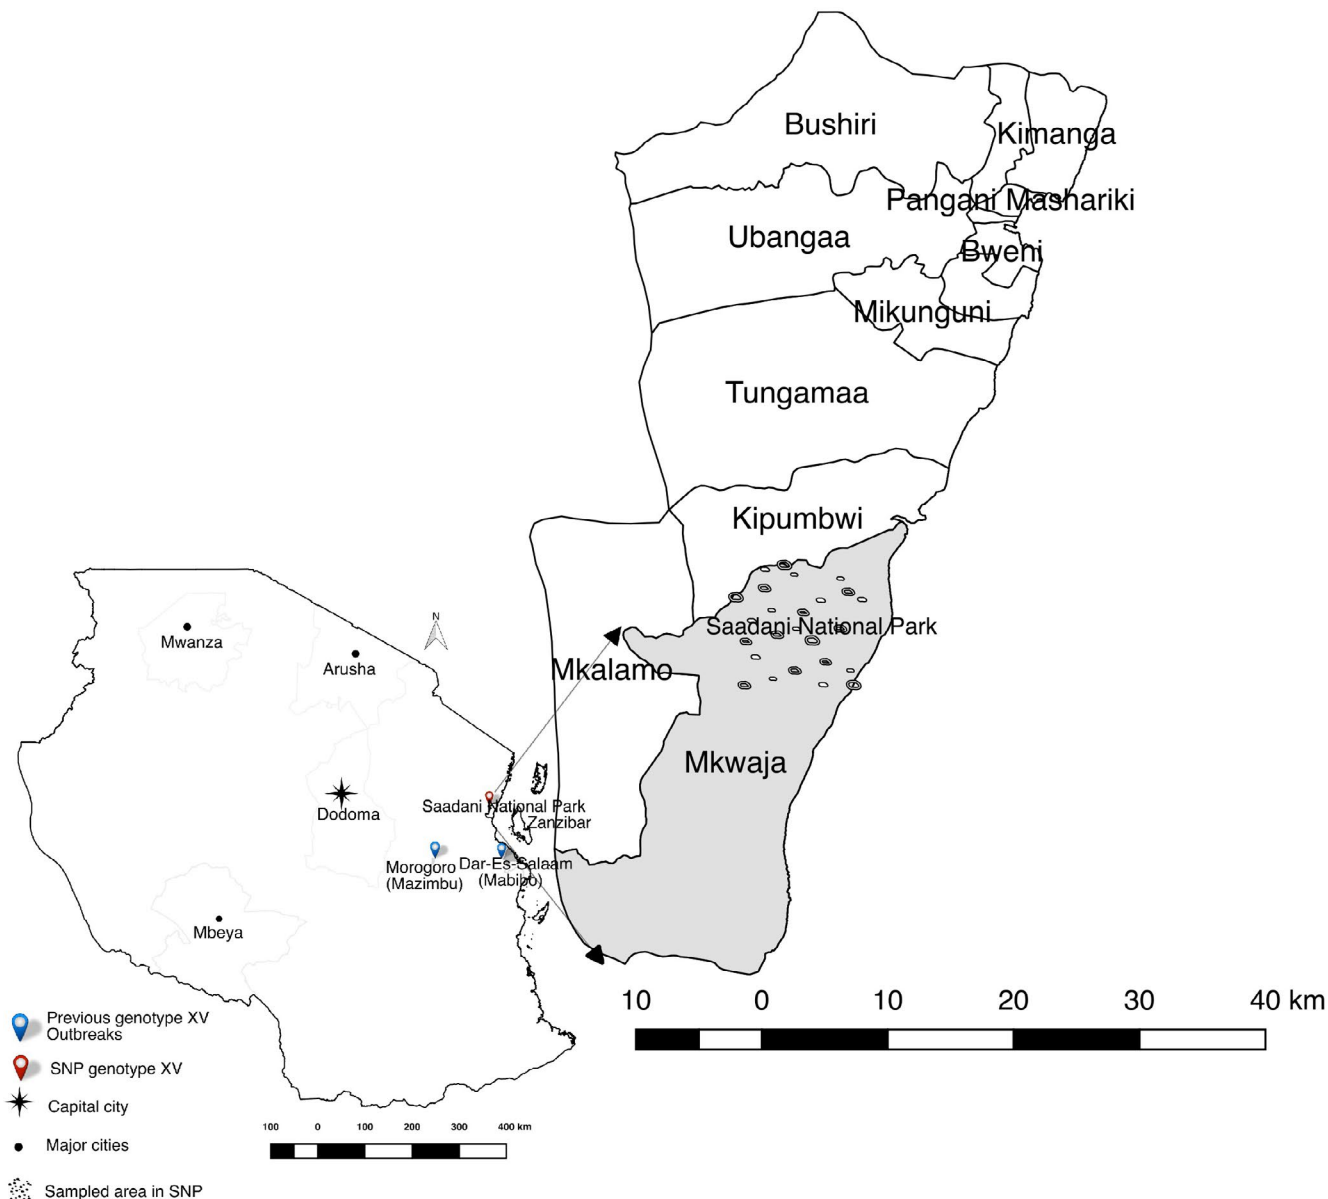 Bushiri
Kimanga
Pangani Mashariki
Ubangaa
Bweni
Mikunguni
Tungamaa
Kipumbwi
Saadani National Park
Mkalamo
Mkwaja
N
Mwanza
Arusha
Dodoma
Saadani National Park
Zanzibar
Morogoro
(Mazimbu)
Dar-Es-Salaam
(Mabibo)
Mbeya
10 0 10 20 30 40 km
Previous genotype XV
Outbreaks
SNP genotype XV
Capital city
Major cities
Sampled area in SNP
100 0 100 200 300 400 km